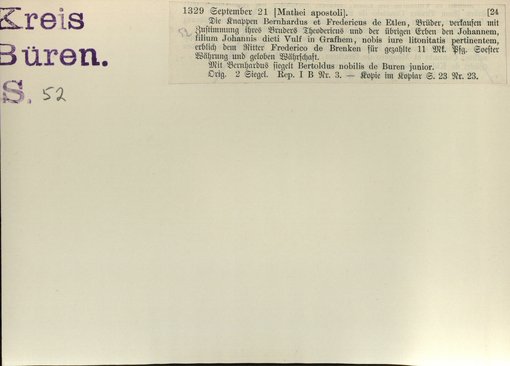 Kreis
Büren.
S. 52
1329 September 21 [Mathei apostoli]. [24
Die Knappen Bernhardus et Fredericus de Etlen, Brüder, verkaufen mit
Zustimmung ihres Bruders Theodericus und der übrigen Erben den Johannem,
filium Johannis dicti Vulf in Grafhem, nobis iure litonitatis pertinentem,
erblich dem Ritter Frederico de Brenken für gezahlte 11 Mk. Pfg. Soester
Währung und geloben Währschaft.
Mit Bernhardus siegelt Bertoldus nobilis de Buren junior.
Orig. 2 Siegel. Rep. I B Nr. 3. — Kopie im Kopiar S. 23 Nr. 23.